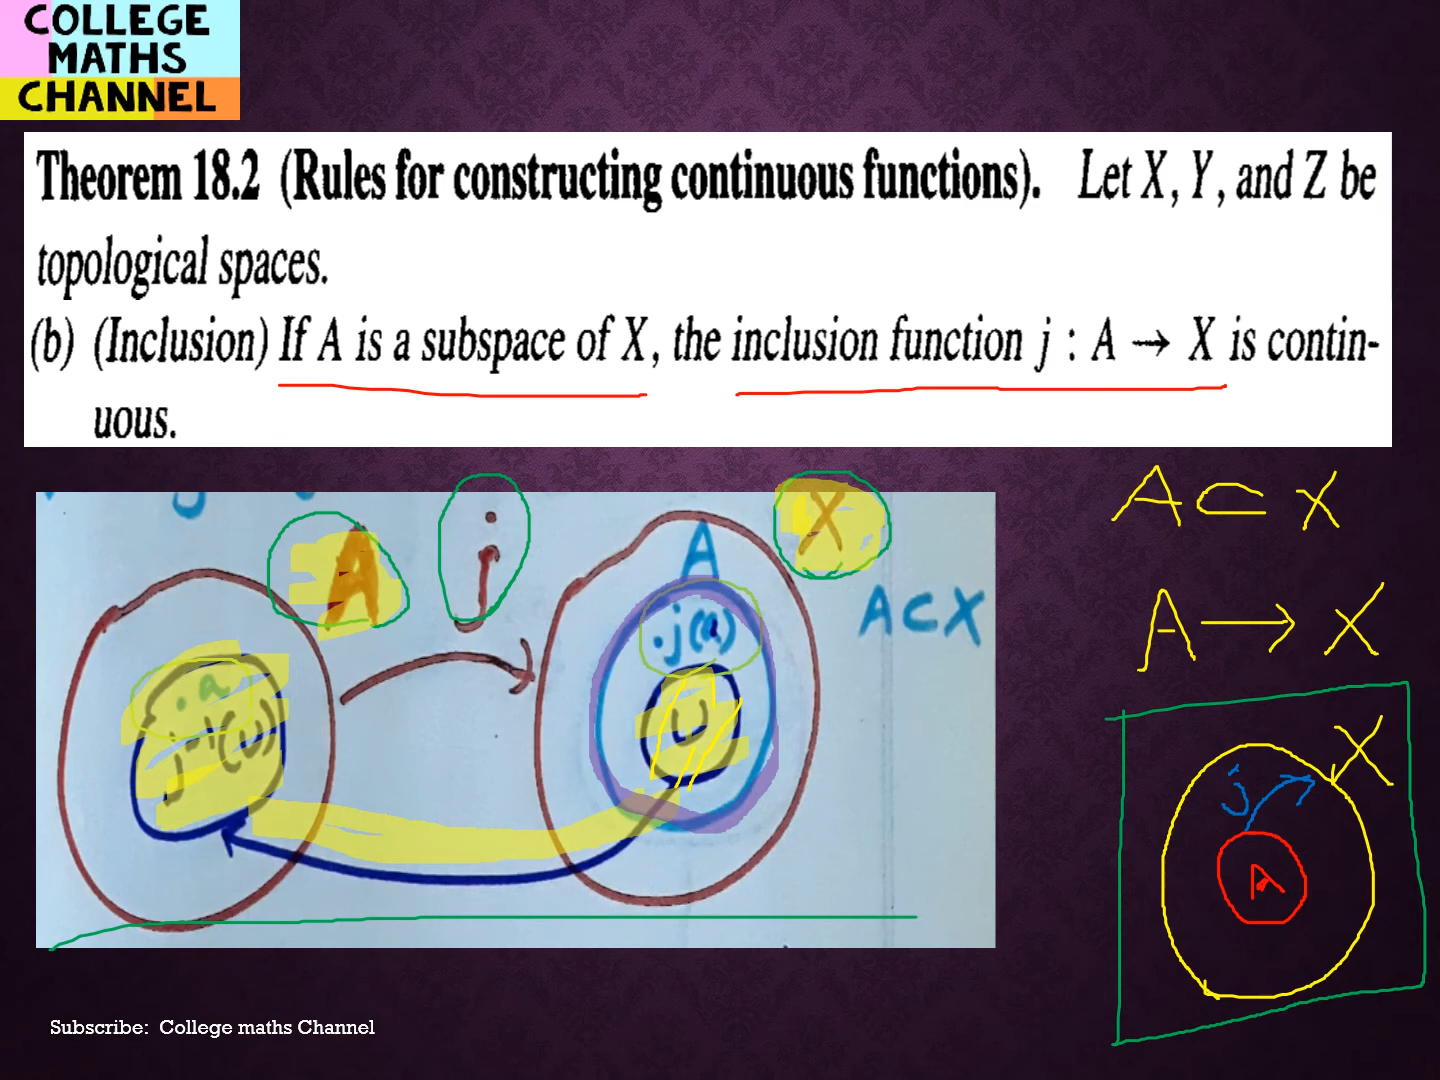 COLLEGE
MATHS
CHANNEL
Theorem 18.2 (Rules for constructing continuous functions). Let X, Y, and Z be
topological spaces.
(b) (Inclusion) If A is a subspace of X, the inclusion function j : A → X is contin-
uous.
A ⊂ X
A j X
A
A ⊂ X
.j(a)
.a
j⁻¹(U)
U
A → X
X
j
A
Subscribe: College maths Channel